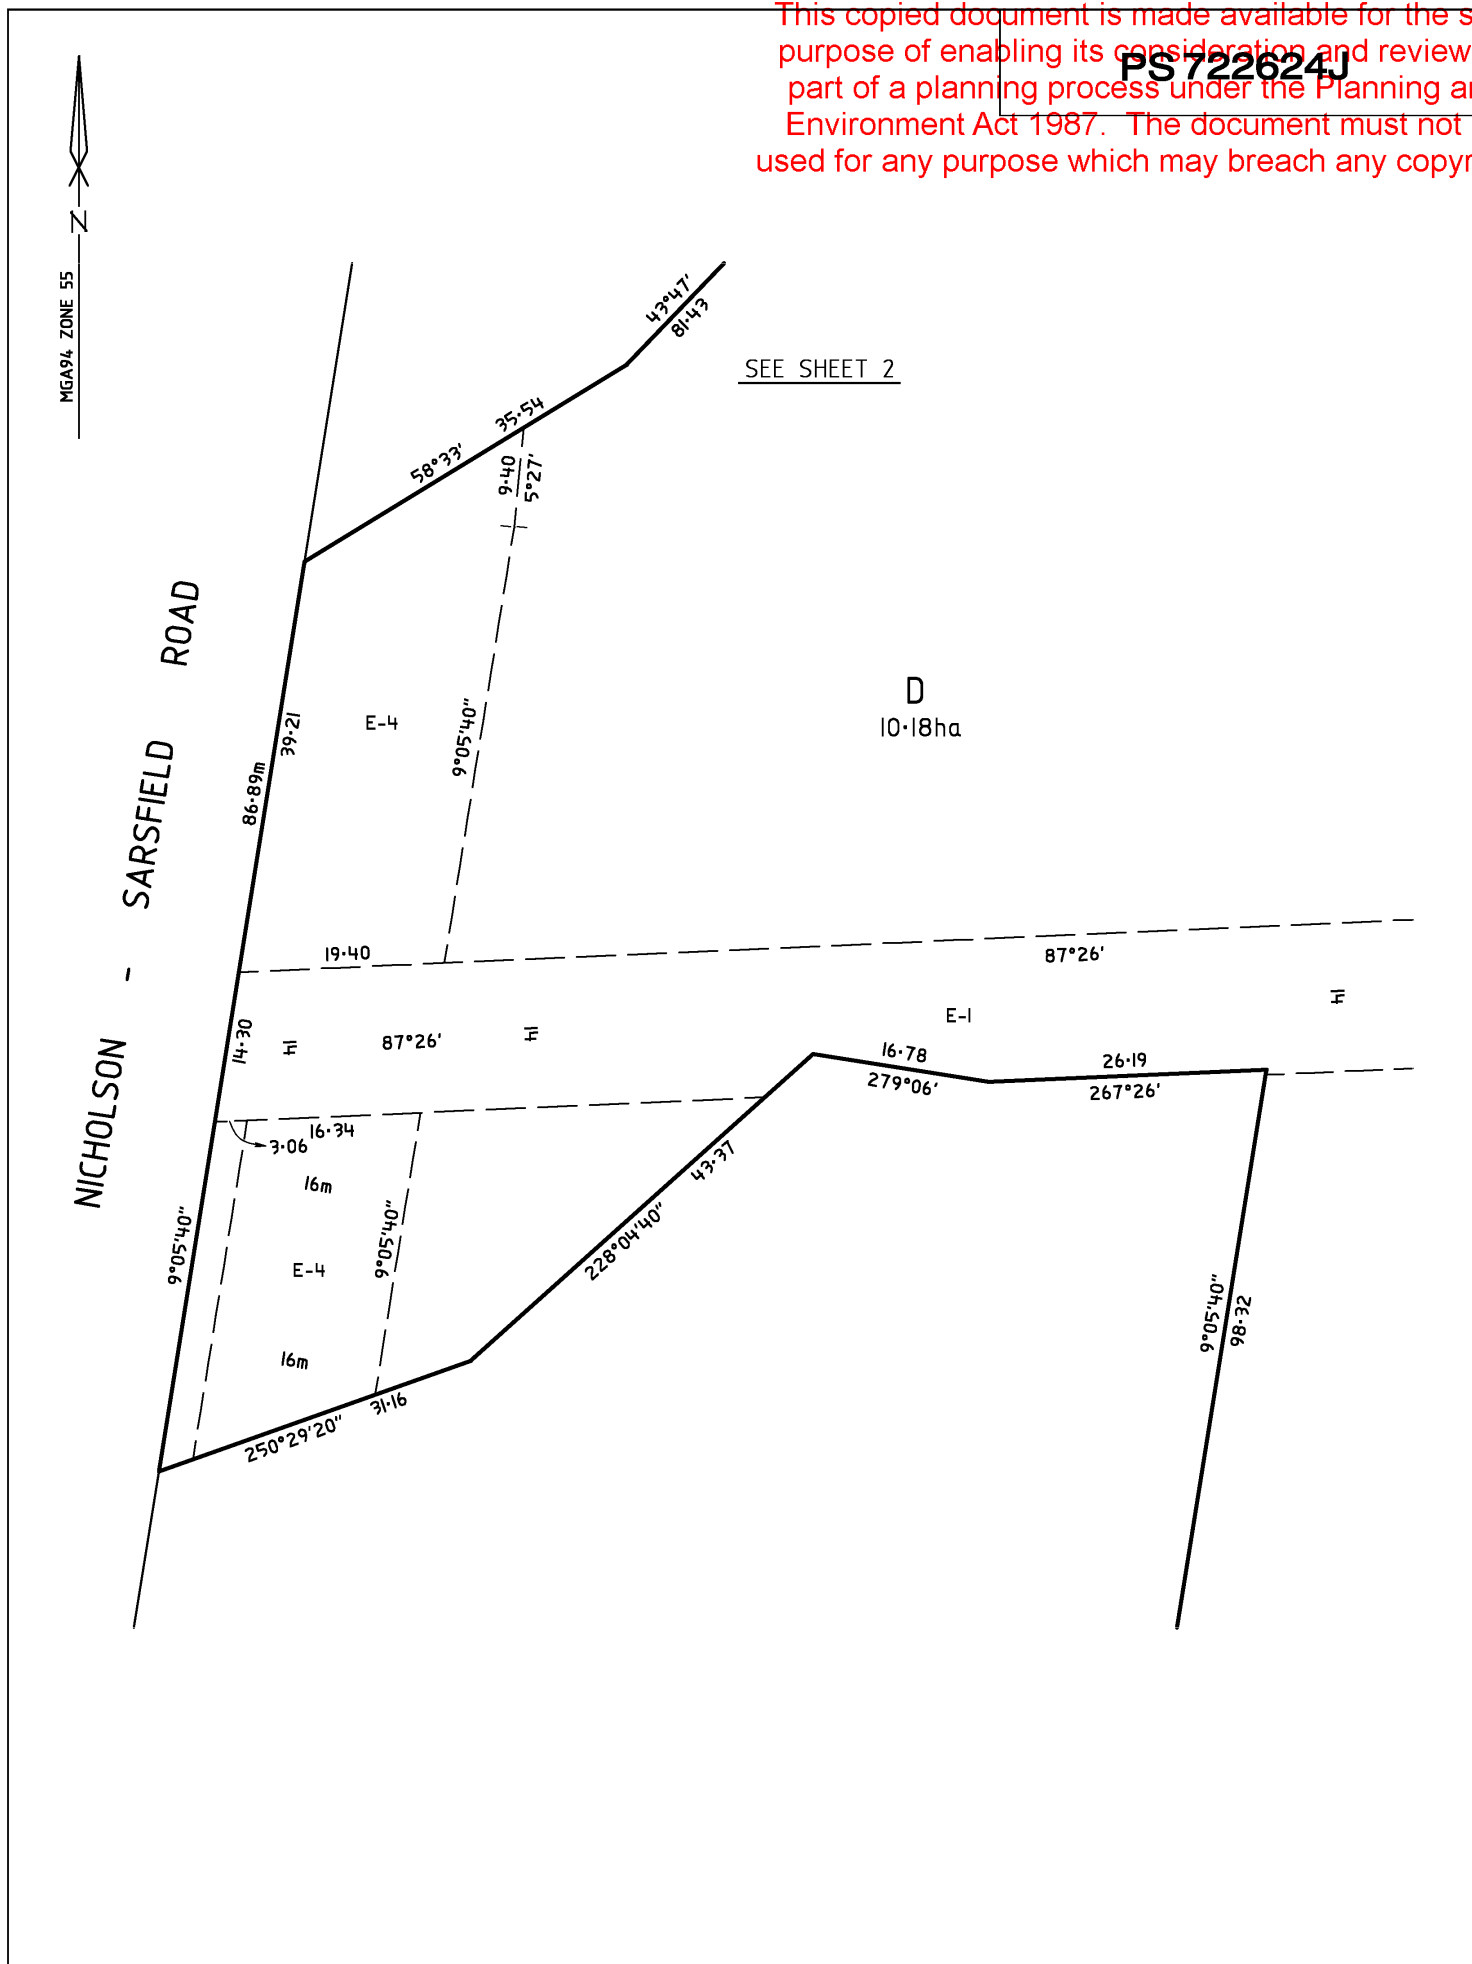 This copied document is made available for the s
purpose of enabling its consideration and review
part of a planning process under the Planning a
Environment Act 1987. The document must not
used for any purpose which may breach any copy
PS 722624J
N
MGA94 ZONE 55
43°47'
81·43
SEE SHEET 2
35·54
58°33'
9·40
5°27'
NICHOLSON - SARSFIELD ROAD
D
10·18ha
E-4
39·21
86·89m
9°05'40"
19·40
87°26'
E-1
14·30
87°26'
16·78
279°06'
26·19
267°26'
16·34
3·06
16m
43·37
228°04'40"
9°05'40"
9°05'40"
E-4
16m
9°05'40"
98·32
31·16
250°29'20"